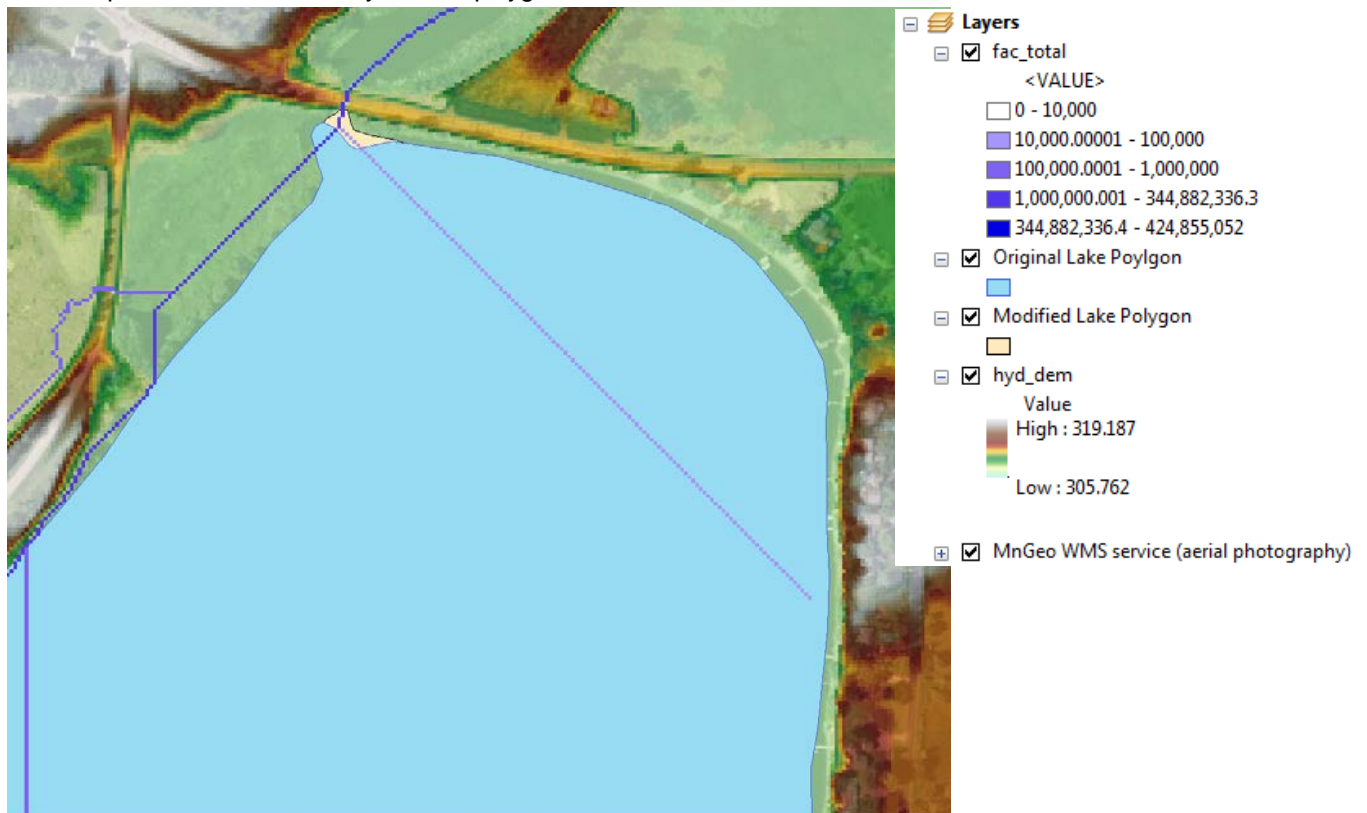 Layers
fac_total
<VALUE>
0 - 10,000
10,000.00001 - 100,000
100,000.0001 - 1,000,000
1,000,000.001 - 344,882,336.3
344,882,336.4 - 424,855,052
Original Lake Poylgon
Modified Lake Polygon
hyd_dem
Value
High : 319.187
Low : 305.762
MnGeo WMS service (aerial photography)